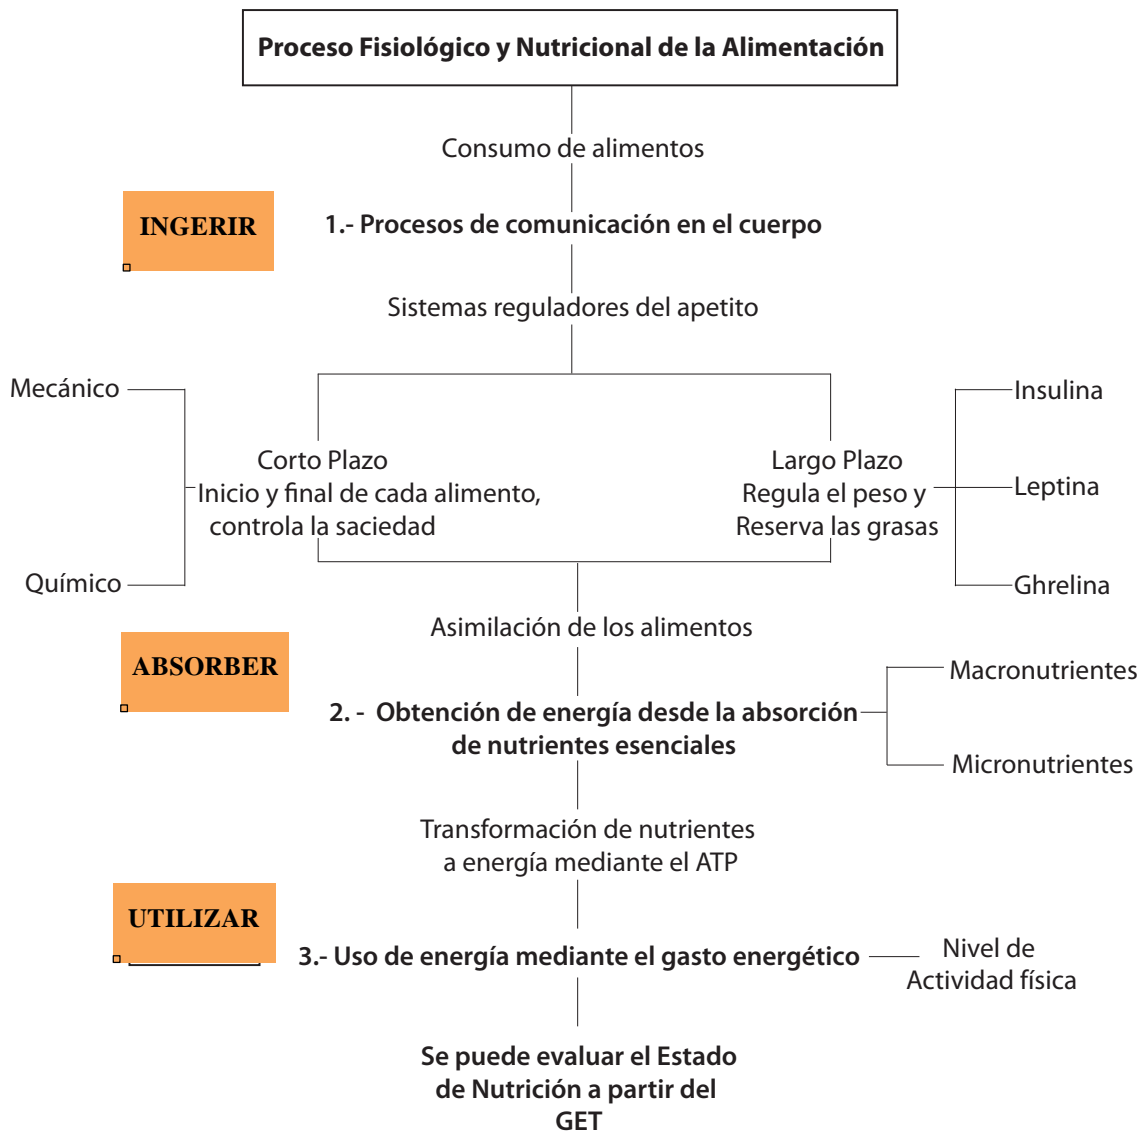 Proceso Fisiológico y Nutricional de la Alimentación
Consumo de alimentos
INGERIR
1.- Procesos de comunicación en el cuerpo
Sistemas reguladores del apetito
Mecánico
Químico
Corto Plazo
Inicio y final de cada alimento,
controla la saciedad
Largo Plazo
Regula el peso y
Reserva las grasas
Insulina
Leptina
Ghrelina
Asimilación de los alimentos
ABSORBER
2. - Obtención de energía desde la absorción
de nutrientes esenciales
Macronutrientes
Micronutrientes
Transformación de nutrientes
a energía mediante el ATP
UTILIZAR
3.- Uso de energía mediante el gasto energético
Nivel de
Actividad física
Se puede evaluar el Estado
de Nutrición a partir del
GET